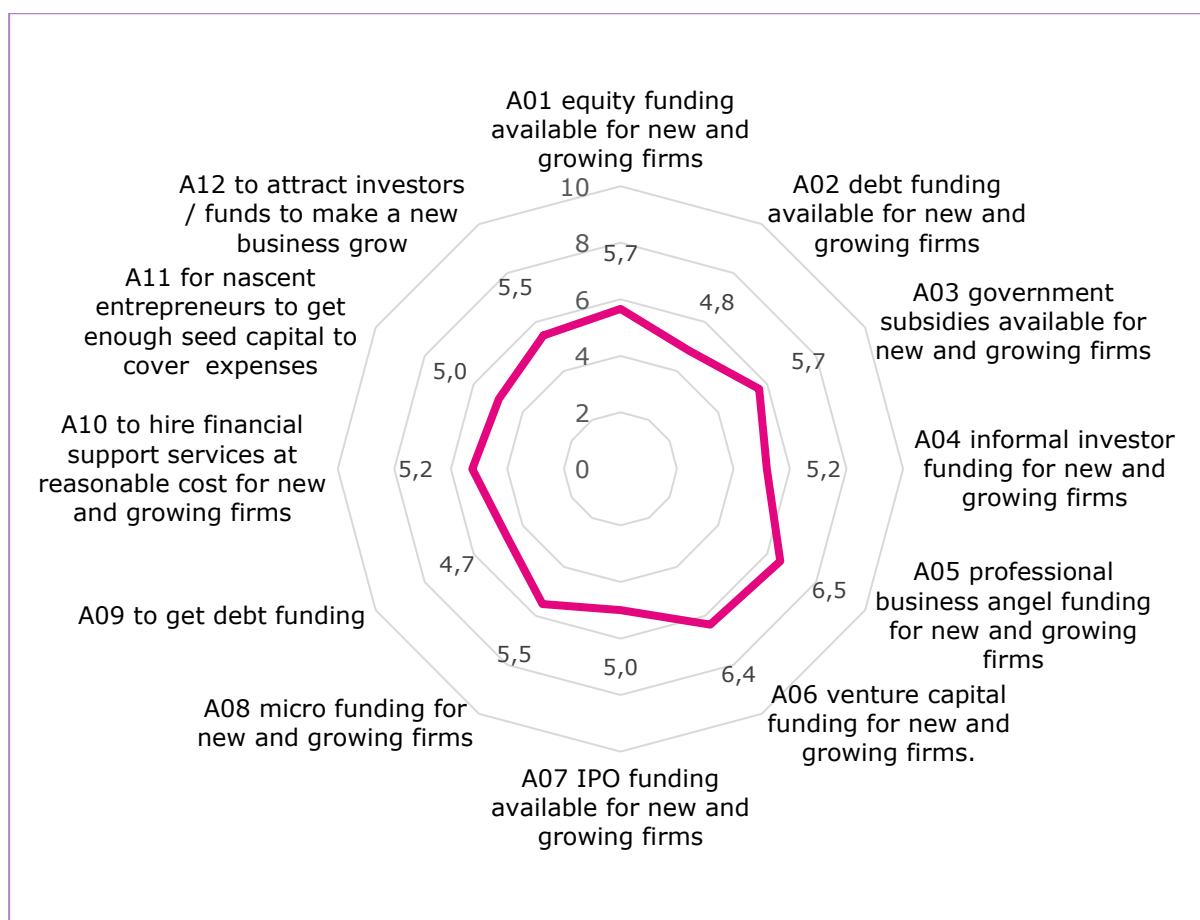 A01 equity funding
available for new and
growing firms
A02 debt funding
available for new and
growing firms
A03 government
subsidies available for
new and growing firms
A04 informal investor
funding for new and
growing firms
A05 professional
business angel funding
for new and growing
firms
A06 venture capital
funding for new and
growing firms.
A07 IPO funding
available for new and
growing firms
A08 micro funding for
new and growing firms
A09 to get debt funding
A10 to hire financial
support services at
reasonable cost for new
and growing firms
A11 for nascent
entrepreneurs to get
enough seed capital to
cover  expenses
A12 to attract investors
/ funds to make a new
business grow
10
8
6
4
2
0
5,7
4,8
5,7
5,2
6,5
6,4
5,0
5,5
4,7
5,2
5,0
5,5